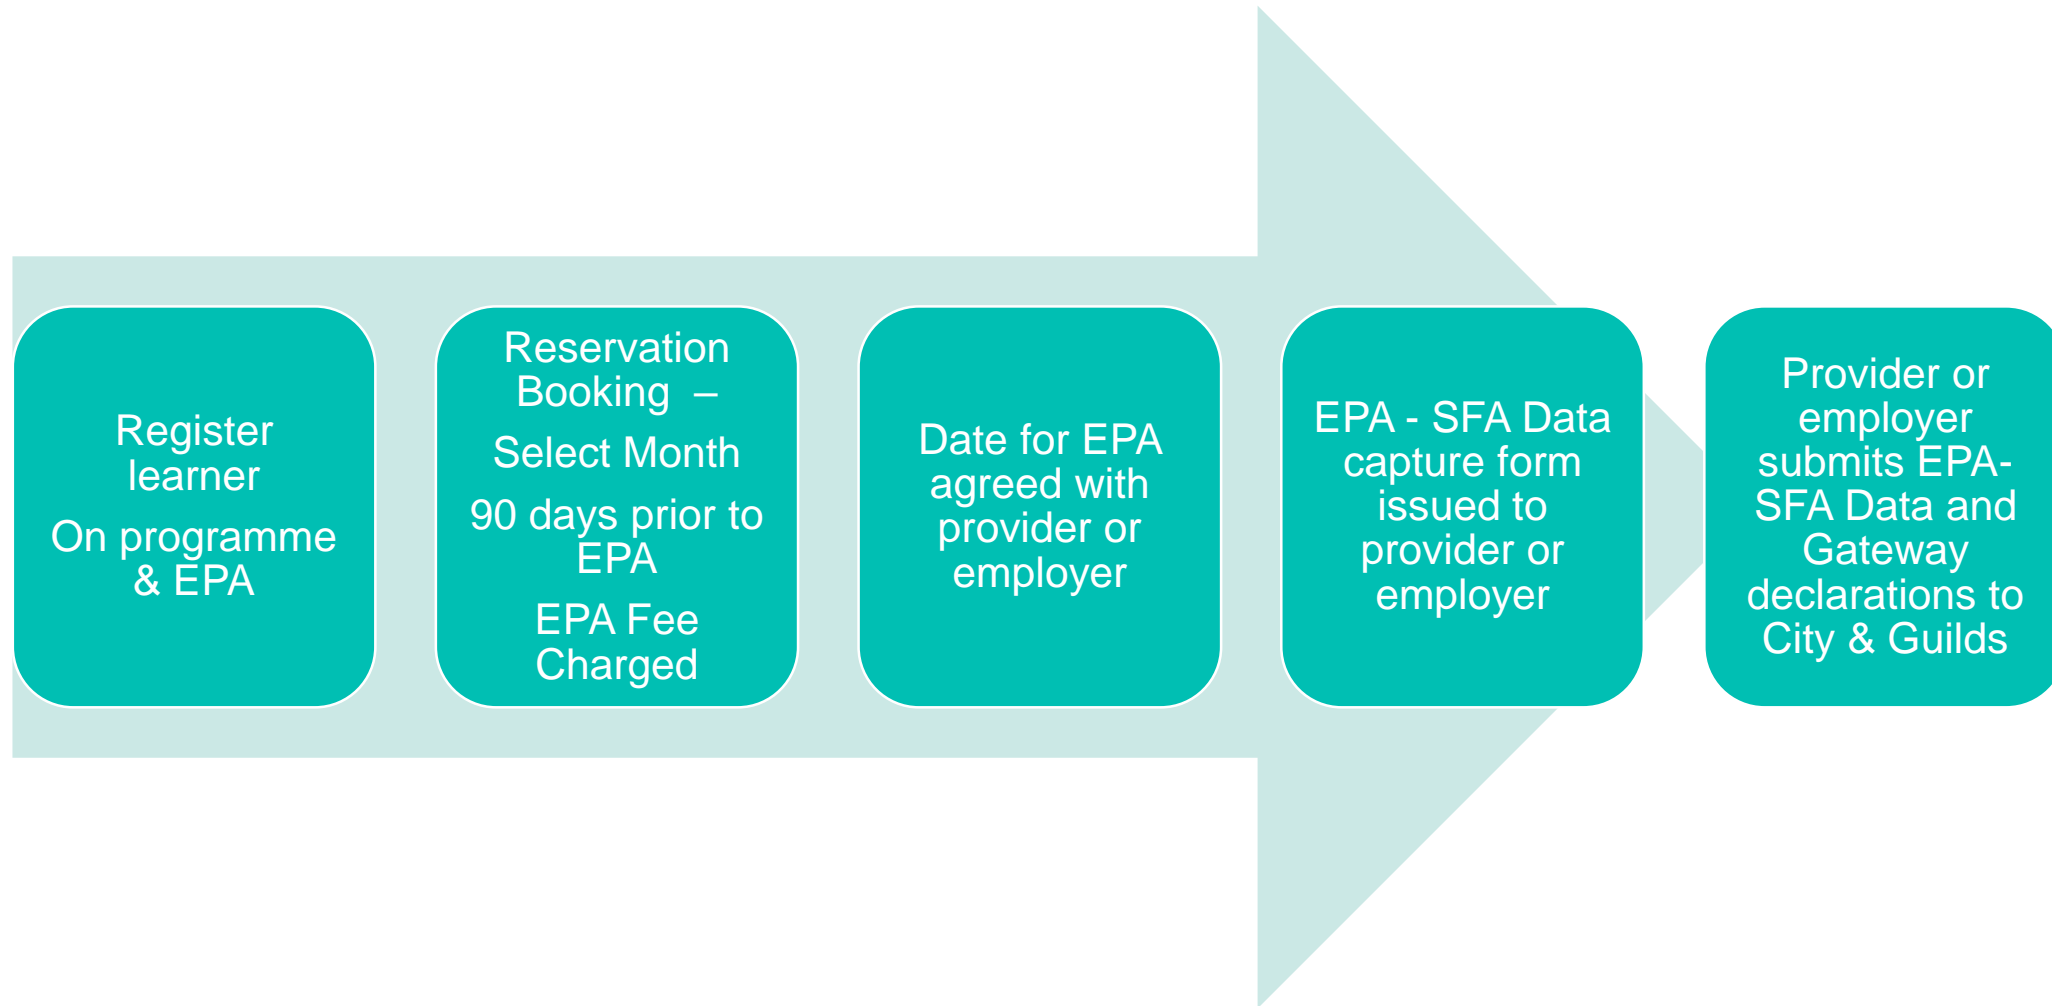 Register
learner
On programme
& EPA
Reservation
Booking –
Select Month
90 days prior to
EPA
EPA Fee
Charged
Date for EPA
agreed with
provider or
employer
EPA - SFA Data
capture form
issued to
provider or
employer
Provider or
employer
submits EPA-
SFA Data and
Gateway
declarations to
City & Guilds